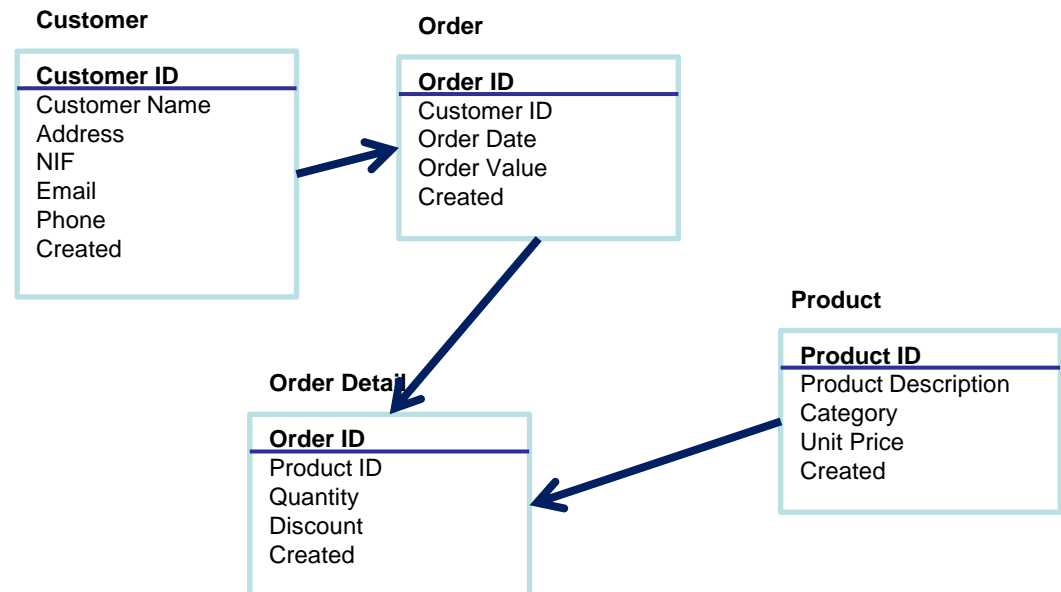 Customer
Customer ID
Customer Name
Address
NIF
Email
Phone
Created
Order
Order ID
Customer ID
Order Date
Order Value
Created
Order Detail
Order ID
Product ID
Quantity
Discount
Created
Product
Product ID
Product Description
Category
Unit Price
Created